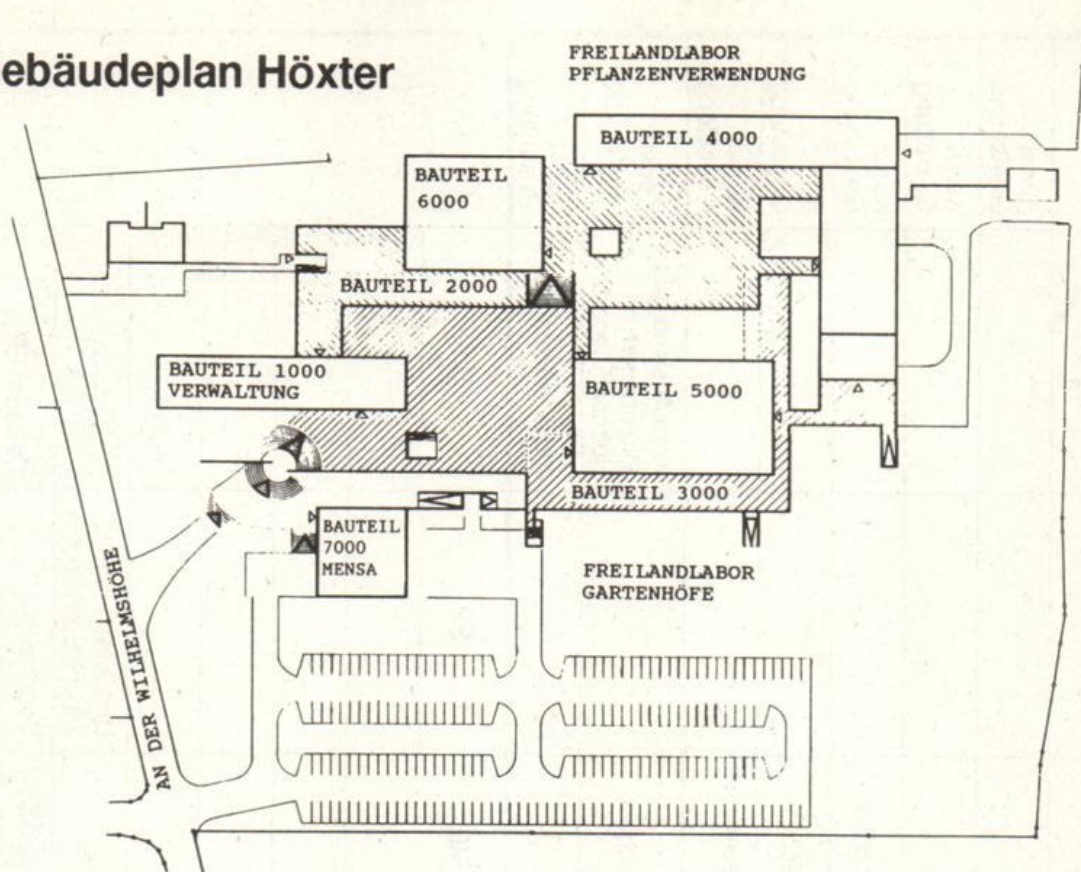 ebäudeplan Höxter
FREILANDLABOR
PFLANZENVERWENDUNG
BAUTEIL 4000
BAUTEIL
6000
BAUTEIL 2000
BAUTEIL 1000
VERWALTUNG
BAUTEIL 5000
BAUTEIL 3000
BAUTEIL
7000
MENSA
FREILANDLABOR
GARTENHÖFE
AN DER WILHELMSHÖHE